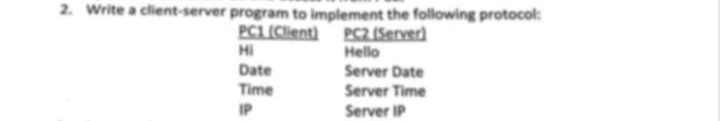 2. Write a client-server program to implement the following protocol:
PC1 (Client) PC2 (Server)
Hi Hello
Date Server Date
Time Server Time
IP Server IP